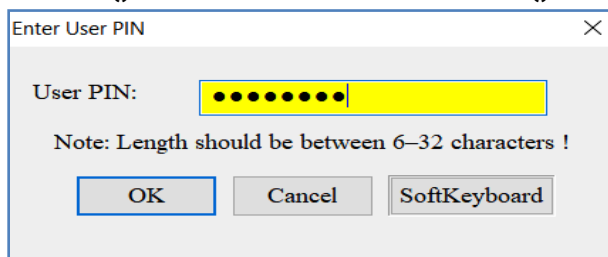 Enter User PIN
User PIN: ●●●●●●●●
Note: Length should be between 6–32 characters !
OK Cancel SoftKeyboard